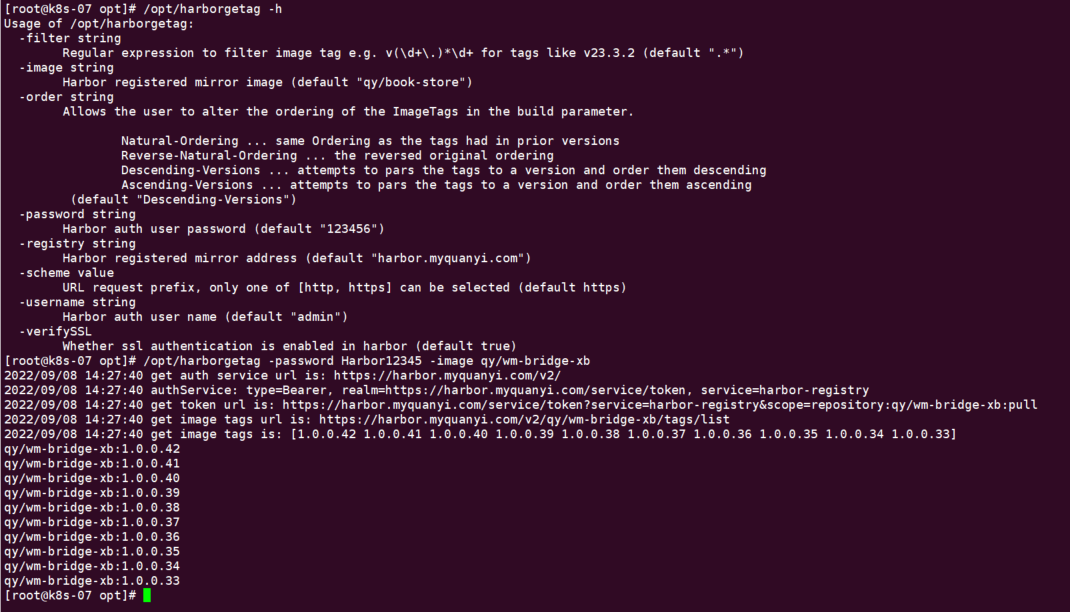 [root@k8s-07 opt]# /opt/harborgetag -h
Usage of /opt/harborgetag:
  -filter string
        Regular expression to filter image tag e.g. v(\d+\.)*\d+ for tags like v23.3.2 (default ".*")
  -image string
        Harbor registered mirror image (default "qy/book-store")
  -order string
        Allows the user to alter the ordering of the ImageTags in the build parameter.

                Natural-Ordering ... same Ordering as the tags had in prior versions
                Reverse-Natural-Ordering ... the reversed original ordering
                Descending-Versions ... attempts to pars the tags to a version and order them descending
                Ascending-Versions ... attempts to pars the tags to a version and order them ascending
         (default "Descending-Versions")
  -password string
        Harbor auth user password (default "123456")
  -registry string
        Harbor registered mirror address (default "harbor.myquanyi.com")
  -scheme value
        URL request prefix, only one of [http, https] can be selected (default https)
  -username string
        Harbor auth user name (default "admin")
  -verifySSL
        Whether ssl authentication is enabled in harbor (default true)
[root@k8s-07 opt]# /opt/harborgetag -password Harbor12345 -image qy/wm-bridge-xb
2022/09/08 14:27:40 get auth service url is: https://harbor.myquanyi.com/v2/
2022/09/08 14:27:40 authService: type=Bearer, realm=https://harbor.myquanyi.com/service/token, service=harbor-registry
2022/09/08 14:27:40 get token url is: https://harbor.myquanyi.com/service/token?service=harbor-registry&scope=repository:qy/wm-bridge-xb:pull
2022/09/08 14:27:40 get image tags url is: https://harbor.myquanyi.com/v2/qy/wm-bridge-xb/tags/list
2022/09/08 14:27:40 get image tags is: [1.0.0.42 1.0.0.41 1.0.0.40 1.0.0.39 1.0.0.38 1.0.0.37 1.0.0.36 1.0.0.35 1.0.0.34 1.0.0.33]
qy/wm-bridge-xb:1.0.0.42
qy/wm-bridge-xb:1.0.0.41
qy/wm-bridge-xb:1.0.0.40
qy/wm-bridge-xb:1.0.0.39
qy/wm-bridge-xb:1.0.0.38
qy/wm-bridge-xb:1.0.0.37
qy/wm-bridge-xb:1.0.0.36
qy/wm-bridge-xb:1.0.0.35
qy/wm-bridge-xb:1.0.0.34
qy/wm-bridge-xb:1.0.0.33
[root@k8s-07 opt]#